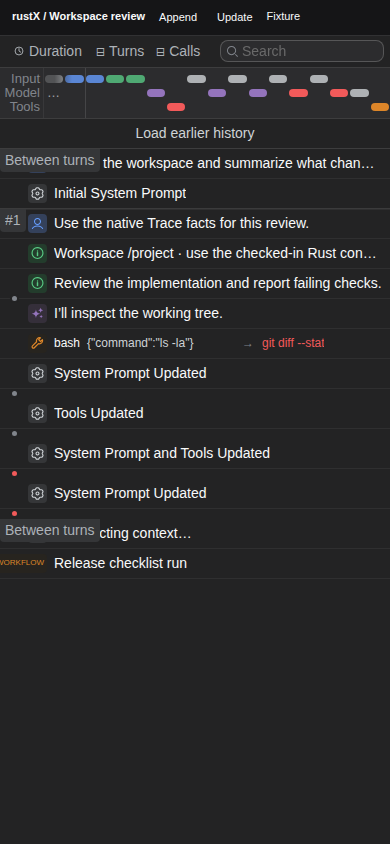 rustX / Workspace review Append Update Fixture
Duration Turns Calls Search
Input
Model ...
Tools
Load earlier history
Between turns the workspace and summarize what chan...
Initial System Prompt
#1 Use the native Trace facts for this review.
Workspace /project · use the checked-in Rust con...
Review the implementation and report failing checks.
I'll inspect the working tree.
bash {"command":"ls -la"} → git diff --stat
System Prompt Updated
Tools Updated
System Prompt and Tools Updated
System Prompt Updated
Between turns cting context...
WORKFLOW Release checklist run